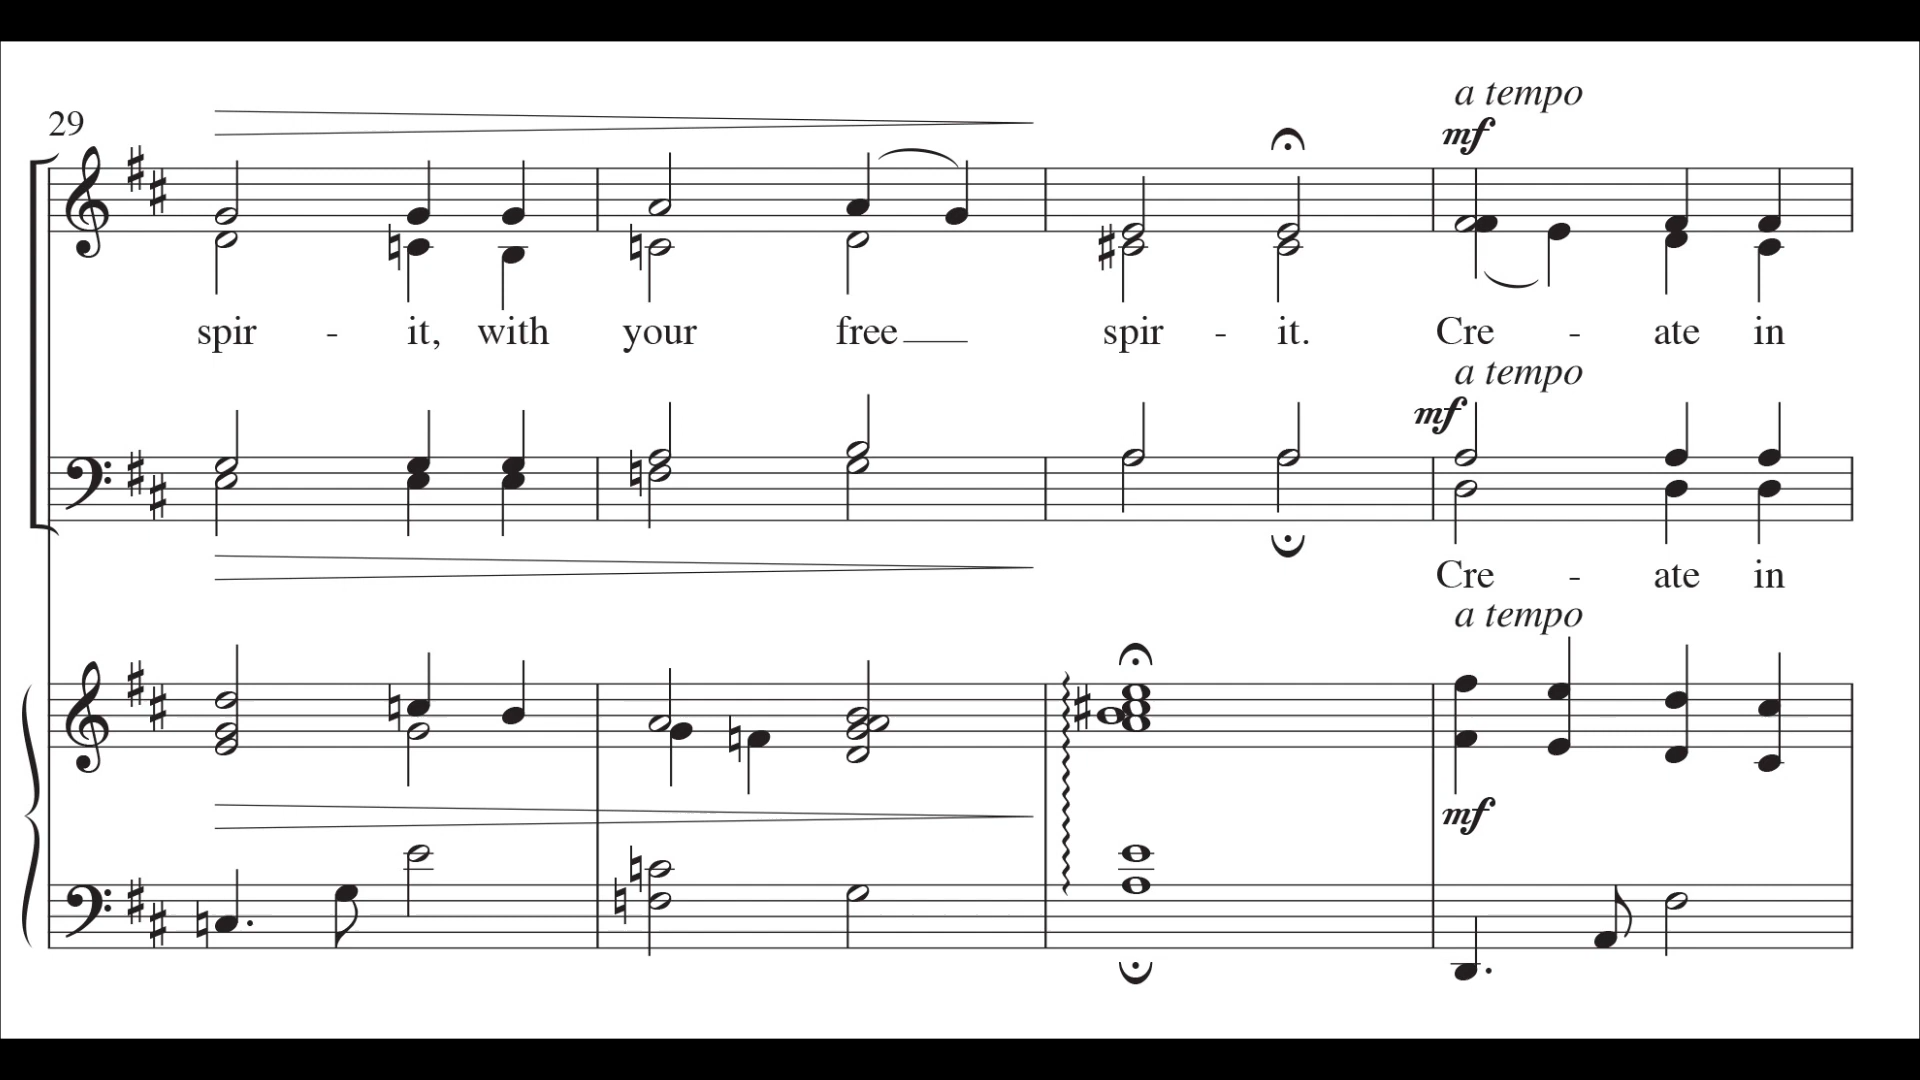 29
a tempo
mf
spir - it, with your free spir - it. Cre - ate in
a tempo
mf
Cre - ate in
a tempo
mf